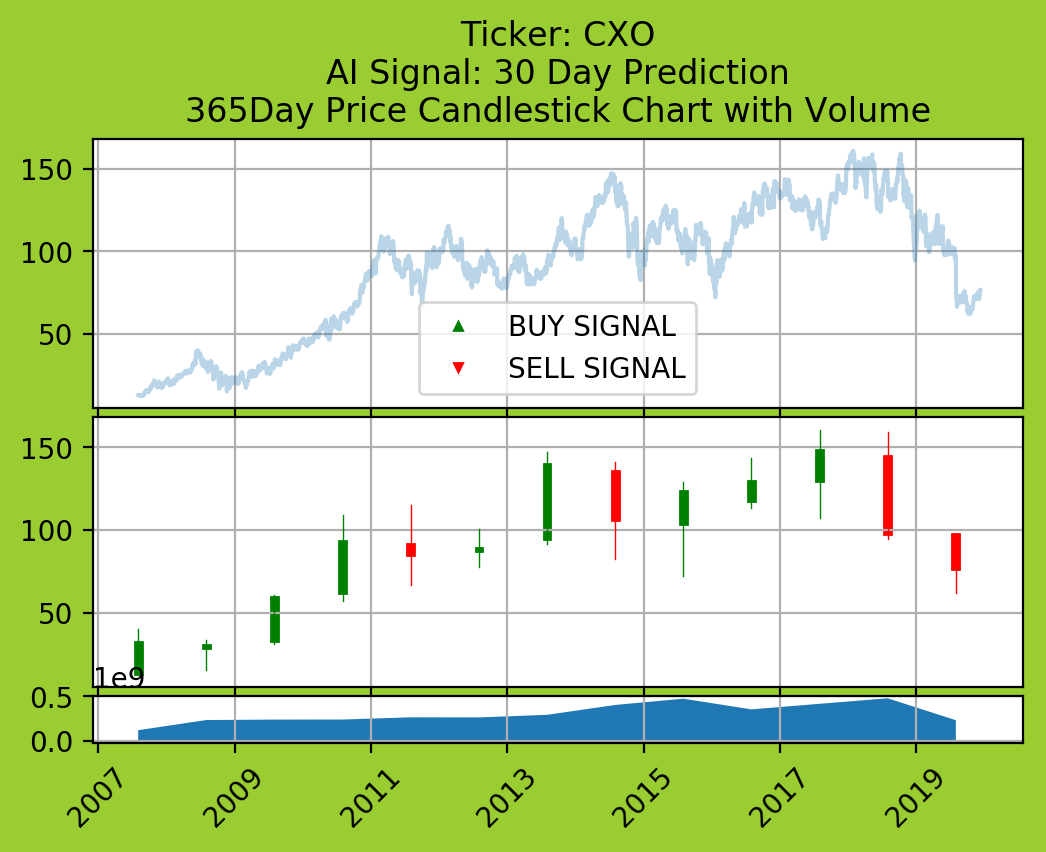 Ticker: CXO
AI Signal: 30 Day Prediction
365Day Price Candlestick Chart with Volume
150
100
50
BUY SIGNAL
SELL SIGNAL
150
100
50
1e9
0.5
0.0
2007
2009
2011
2013
2015
2017
2019